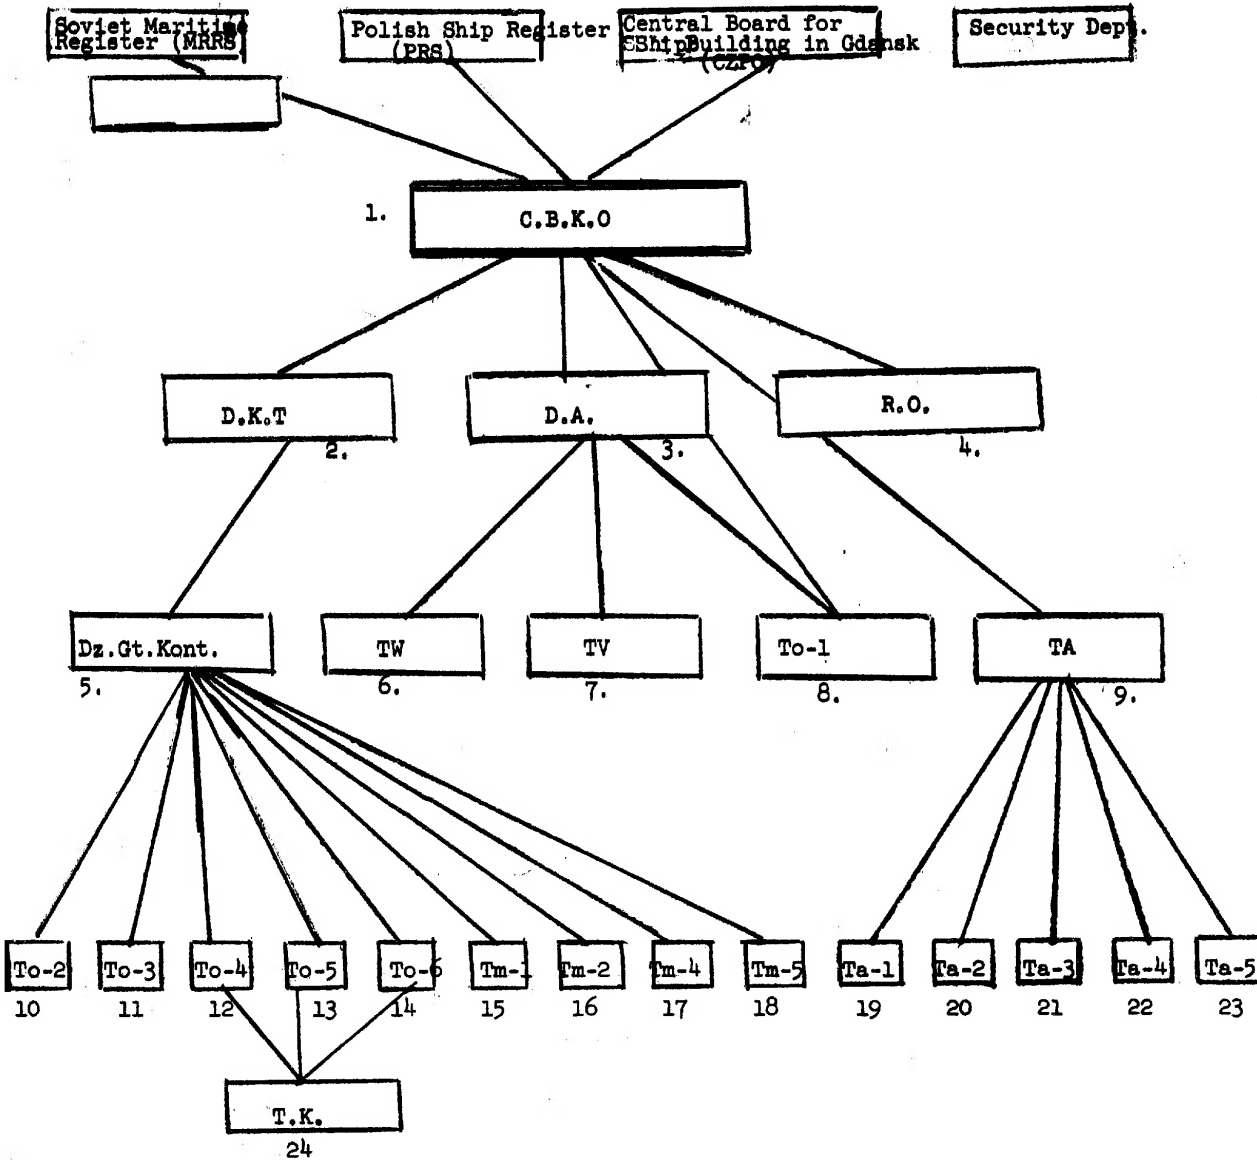 Soviet Maritime
Register (MRRS)
Polish Ship Register
(PRS)
Central Board for
ShipBuilding in Gdansk
(CZPO)
Security Dept.
1.
C.B.K.O
D.K.T
2.
D.A.
3.
R.O.
4.
Dz.Gt.Kont.
5.
TW
6.
TV
7.
To-1
8.
TA
9.
To-2
To-3
To-4
To-5
To-6
Tm-1
Tm-2
Tm-4
Tm-5
Ta-1
Ta-2
Ta-3
Ta-4
Ta-5
10
11
12
13
14
15
16
17
18
19
20
21
22
23
T.K.
24